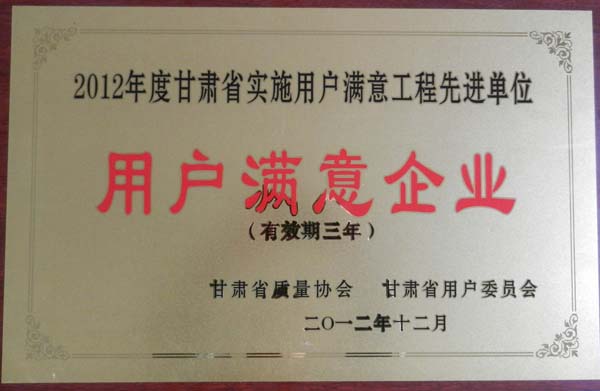 2012年度甘肃省实施用户满意工程先进单位
用户满意企业
（有效期三年）
甘肃省质量协会 甘肃省用户委员会
二〇一二年十二月